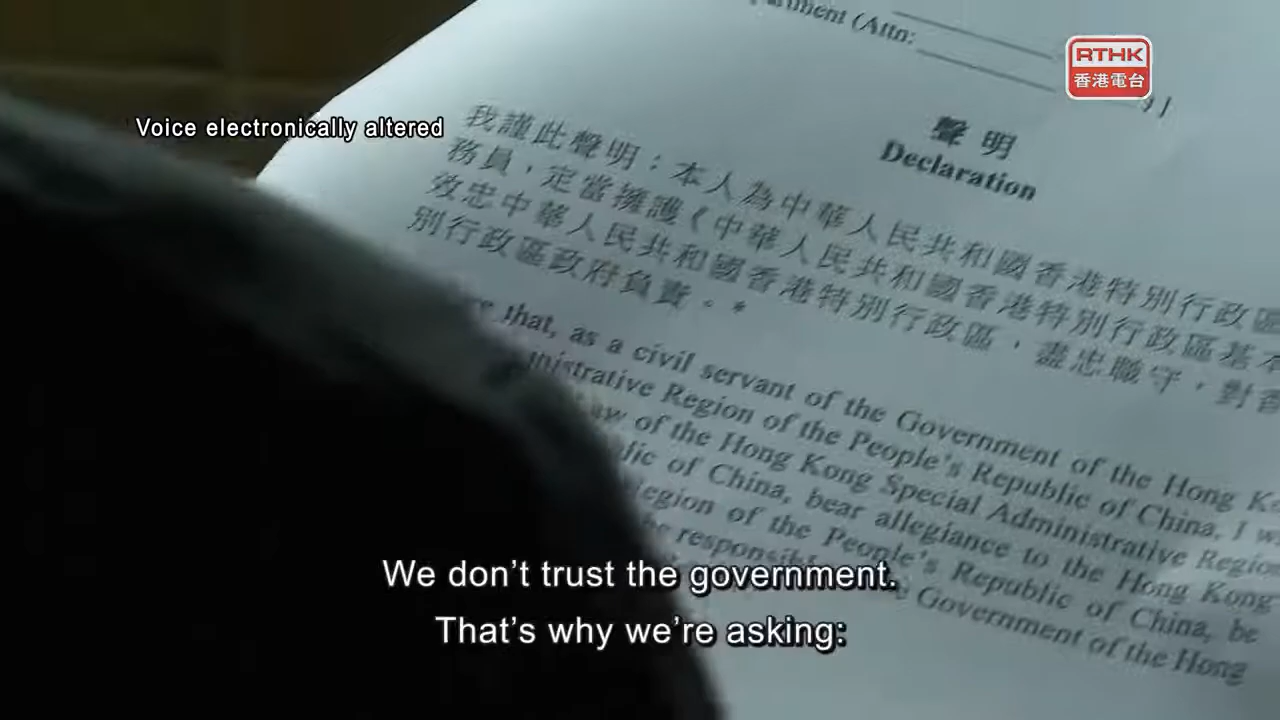 (Attn:
RTHK
香港電台
Voice electronically altered
聲明
Declaration
我謹此聲明：本人為中華人民共和國香港特別行政區
務員，定當擁護《中華人民共和國香港特別行政區基本
效忠中華人民共和國香港特別行政區，盡忠職守，對香
別行政區政府負責。*
that, as a civil servant of the Government of the Hong
Region of the People's Republic of China, I
of the Hong Kong Special Administrative Region
of China, bear allegiance to the Hong Kong
of the People's Republic of China, be
Government of the Hong
We don't trust the government.
That's why we're asking: